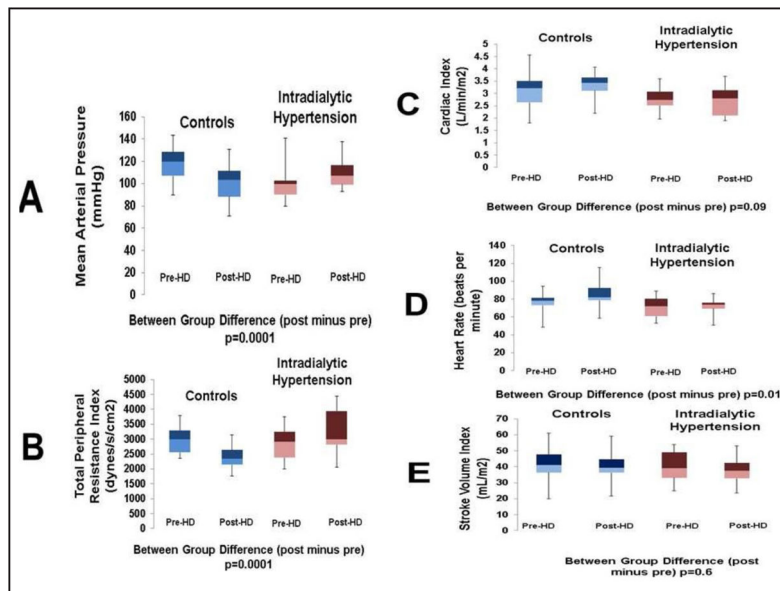 A
Mean Arterial Pressure
(mmHg)
160
140
120
100
80
60
40
20
0
Controls
Intradialytic
Hypertension
Pre-HD Post-HD Pre-HD Post-HD
Between Group Difference (post minus pre)
p=0.0001
B
Total Peripheral
Resistance Index
(dynes/s/cm2)
5000
4500
4000
3500
3000
2500
2000
1500
1000
500
0
Controls
Intradialytic
Hypertension
Pre-HD Post-HD Pre-HD Post-HD
Between Group Difference (post minus pre)
p=0.0001
C
Cardiac Index
(L/min/m2)
5
4.5
4
3.5
3
2.5
2
1.5
1
0.5
0
Controls
Intradialytic
Hypertension
Pre-HD Post-HD Pre-HD Post-HD
Between Group Difference (post minus pre) p=0.09
D
Heart Rate (beats per
minute)
140
120
100
80
60
40
20
0
Controls
Intradialytic
Hypertension
Pre-HD Post-HD Pre-HD Post-HD
Between Group Difference (post minus pre) p=0.01
E
Stroke Volume Index
(mL/m2)
70
60
50
40
30
20
10
0
Controls
Intradialytic
Hypertension
Pre-HD Post-HD Pre-HD Post-HD
Between Group Difference (post
minus pre) p=0.6